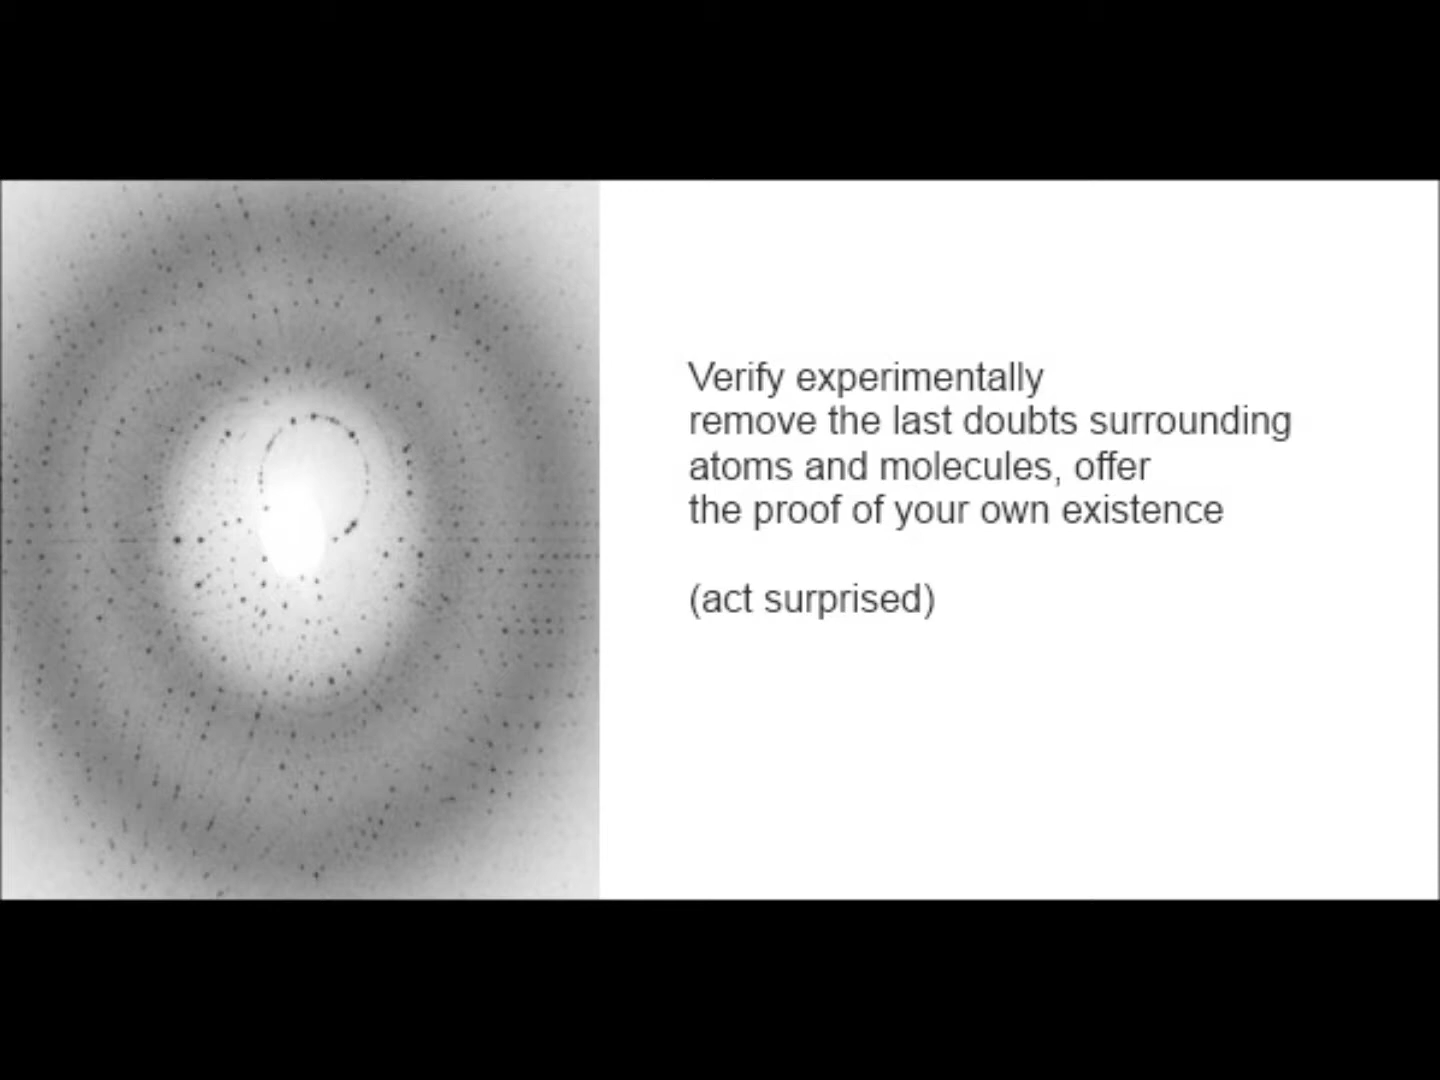 Verify experimentally
remove the last doubts surrounding
atoms and molecules, offer
the proof of your own existence
(act surprised)